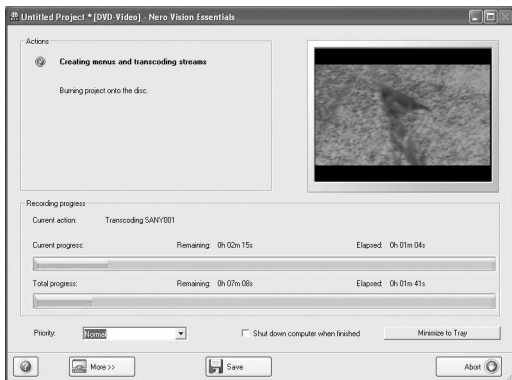 Untitled Project *[DVD-Video] - Nero Vision Essentials
Actions
Creating menus and transcoding streams
Burning project onto the disc.
Recording progress
Current action: Transcoding SANY001
Current progress: Remaining: 0h 02m 15s Elapsed: 0h 01m 04s
Total progress: Remaining: 0h 07m 08s Elapsed: 0h 01m 41s
Priority: Normal Shut down computer when finished Minimize to Tray
More >> Save Abort